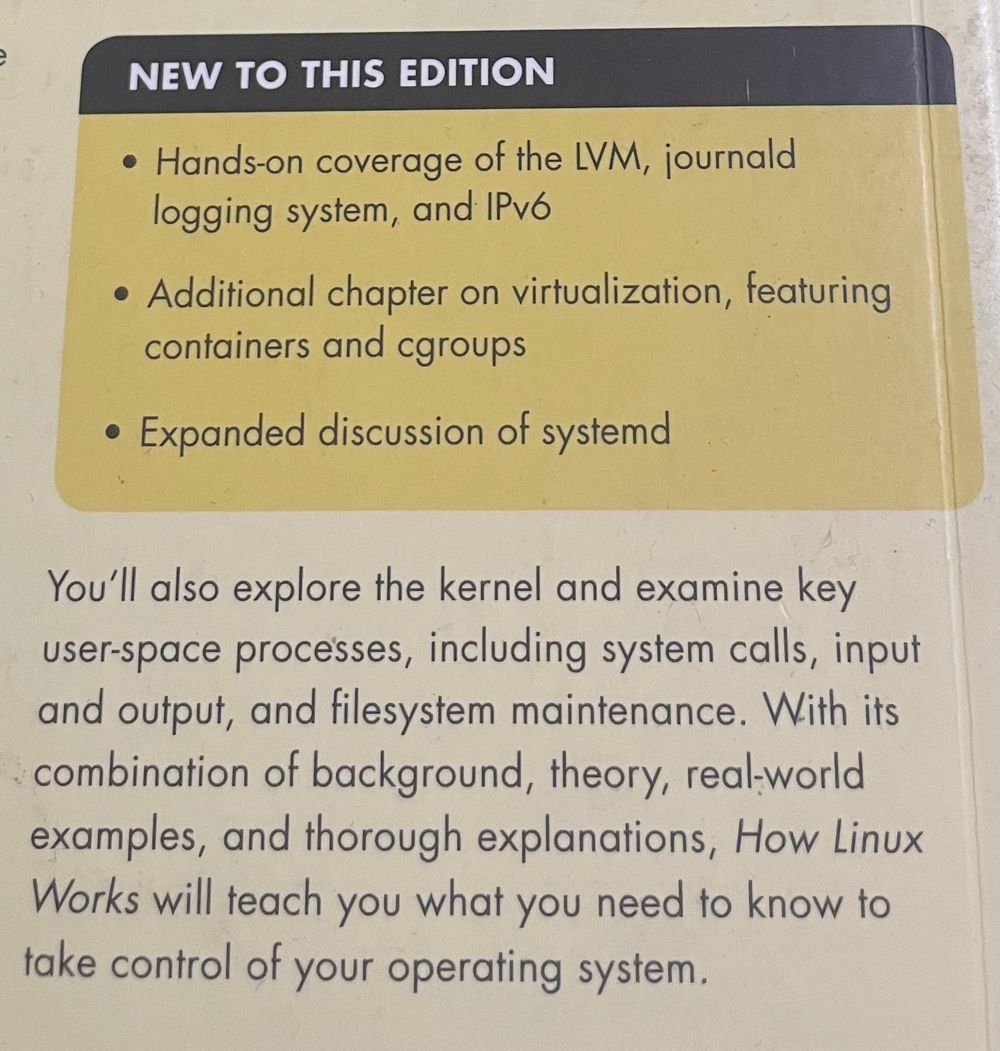 NEW TO THIS EDITION
• Hands-on coverage of the LVM, journald
logging system, and IPv6
• Additional chapter on virtualization, featuring
containers and cgroups
• Expanded discussion of systemd
You'll also explore the kernel and examine key
user-space processes, including system calls, input
and output, and filesystem maintenance. With its
combination of background, theory, real-world
examples, and thorough explanations, How Linux
Works will teach you what you need to know to
take control of your operating system.